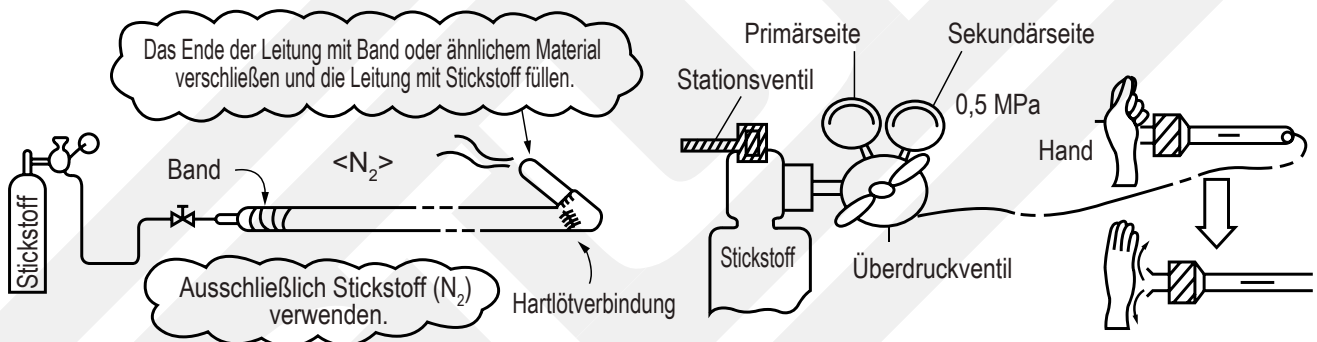 Das Ende der Leitung mit Band oder ähnlichem Material
verschließen und die Leitung mit Stickstoff füllen.
Band
<N₂>
Stickstoff
Ausschließlich Stickstoff (N₂)
verwenden.
Hartlötverbindung
Primärseite
Sekundärseite
Stationsventil
0,5 MPa
Hand
Stickstoff
Überdruckventil